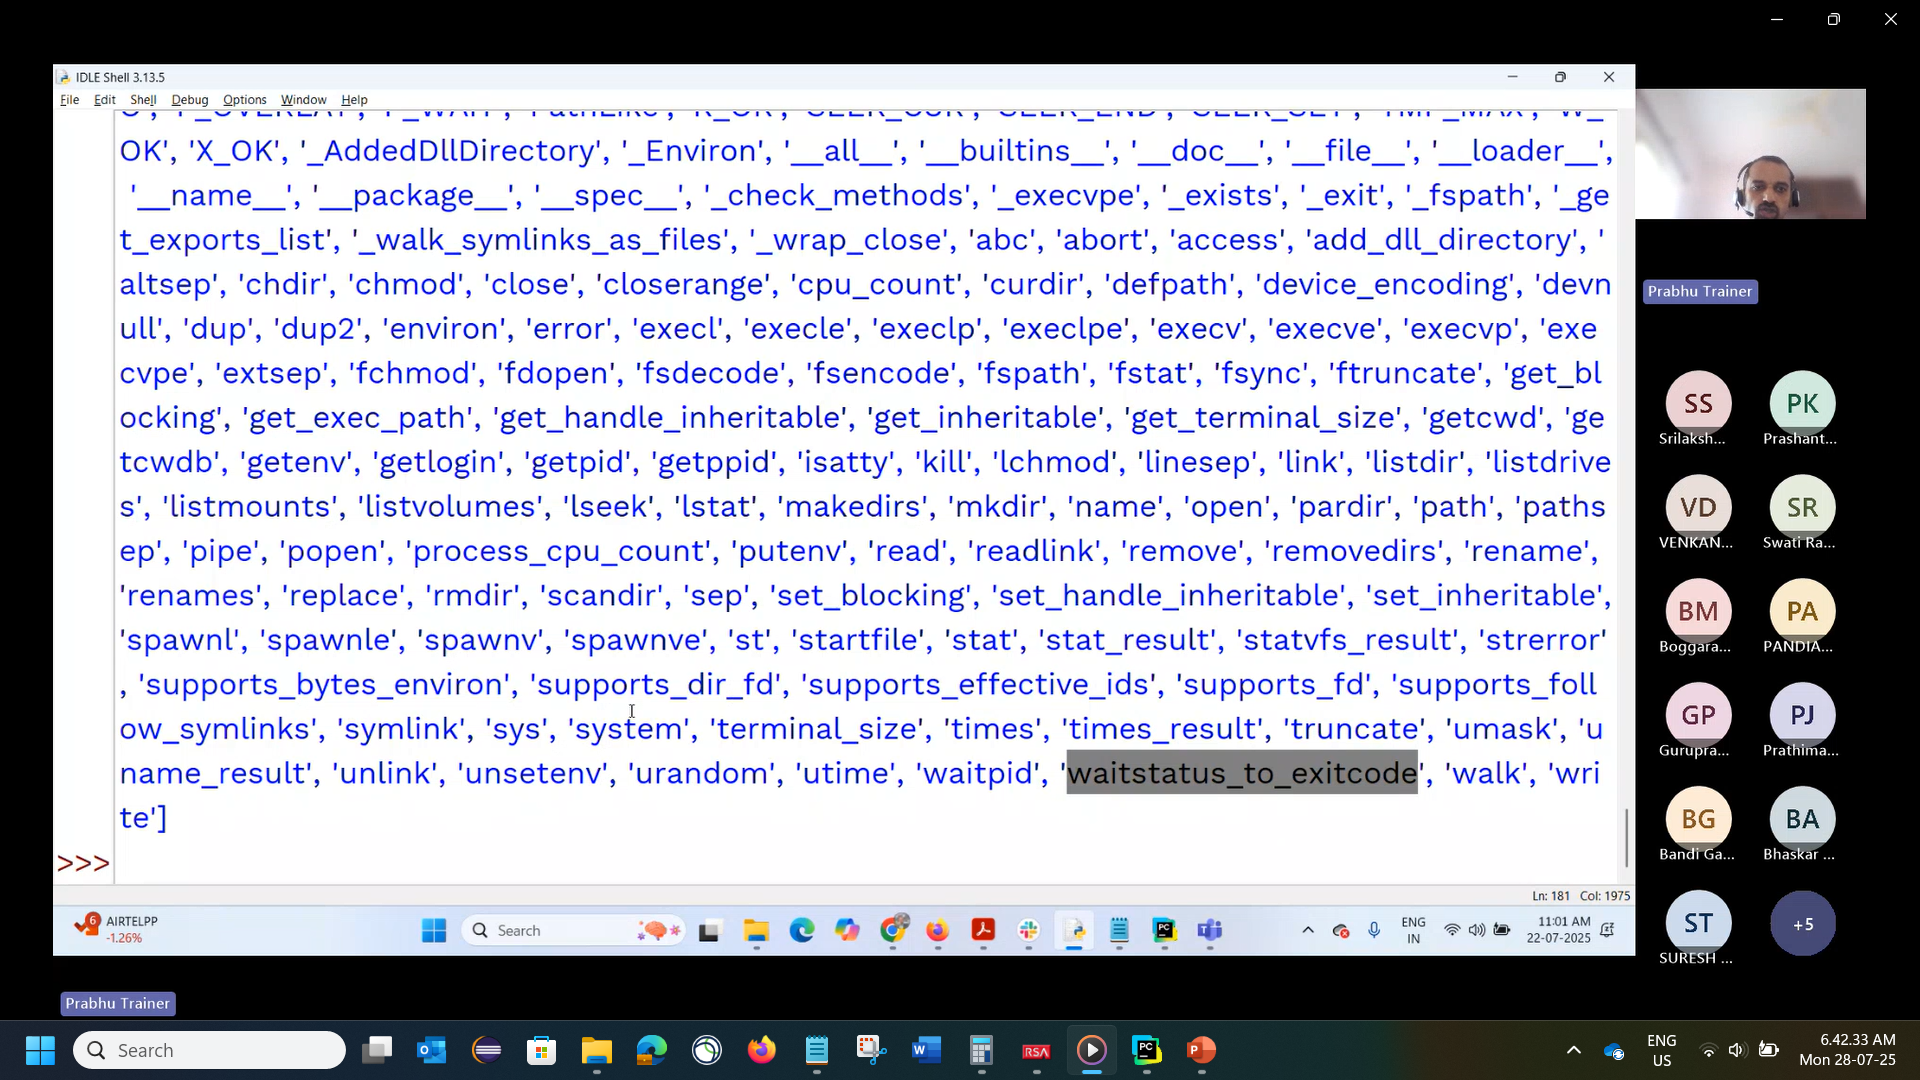 IDLE Shell 3.13.5
File Edit Shell Debug Options Window Help
OK', 'X_OK', '_AddedDllDirectory', '_Environ', '__all__', '__builtins__', '__doc__', '__file__', '__loader__',
'__name__', '__package__', '__spec__', '_check_methods', '_execvpe', '_exists', '_exit', '_fspath', '_ge
t_exports_list', '_walk_symlinks_as_files', '_wrap_close', 'abc', 'abort', 'access', 'add_dll_directory', '
altsep', 'chdir', 'chmod', 'close', 'closerange', 'cpu_count', 'curdir', 'defpath', 'device_encoding', 'devn
ull', 'dup', 'dup2', 'environ', 'error', 'execl', 'execle', 'execlp', 'execlpe', 'execv', 'execve', 'execvp', 'exe
cvpe', 'extsep', 'fchmod', 'fdopen', 'fsdecode', 'fsencode', 'fspath', 'fstat', 'fsync', 'ftruncate', 'get_bl
ocking', 'get_exec_path', 'get_handle_inheritable', 'get_inheritable', 'get_terminal_size', 'getcwd', 'ge
tcwdb', 'getenv', 'getlogin', 'getpid', 'getppid', 'isatty', 'kill', 'lchmod', 'linesep', 'link', 'listdir', 'listdrive
s', 'listmounts', 'listvolumes', 'lseek', 'lstat', 'makedirs', 'mkdir', 'name', 'open', 'pardir', 'path', 'paths
ep', 'pipe', 'popen', 'process_cpu_count', 'putenv', 'read', 'readlink', 'remove', 'removedirs', 'rename',
'renames', 'replace', 'rmdir', 'scandir', 'sep', 'set_blocking', 'set_handle_inheritable', 'set_inheritable',
'spawnl', 'spawnle', 'spawnv', 'spawnve', 'st', 'startfile', 'stat', 'stat_result', 'statvfs_result', 'strerror'
, 'supports_bytes_environ', 'supports_dir_fd', 'supports_effective_ids', 'supports_fd', 'supports_foll
ow_symlinks', 'symlink', 'sys', 'system', 'terminal_size', 'times', 'times_result', 'truncate', 'umask', 'u
name_result', 'unlink', 'unsetenv', 'urandom', 'utime', 'waitpid', 'waitstatus_to_exitcode', 'walk', 'wri
te']
>>>
Ln: 181 Col: 1975
6 AIRTELPP
-1.26%
Search
ENG
IN
11:01 AM
22-07-2025
Prabhu Trainer
SS PK
Srilaksh... Prashant...
VD SR
VENKAN... Swati Ra...
BM PA
Boggara... PANDIA...
GP PJ
Gurupra... Prathima...
BG BA
Bandi Ga... Bhaskar ...
ST +5
SURESH ...
Prabhu Trainer
Search
RSA
ENG
US
6.42.33 AM
Mon 28-07-25